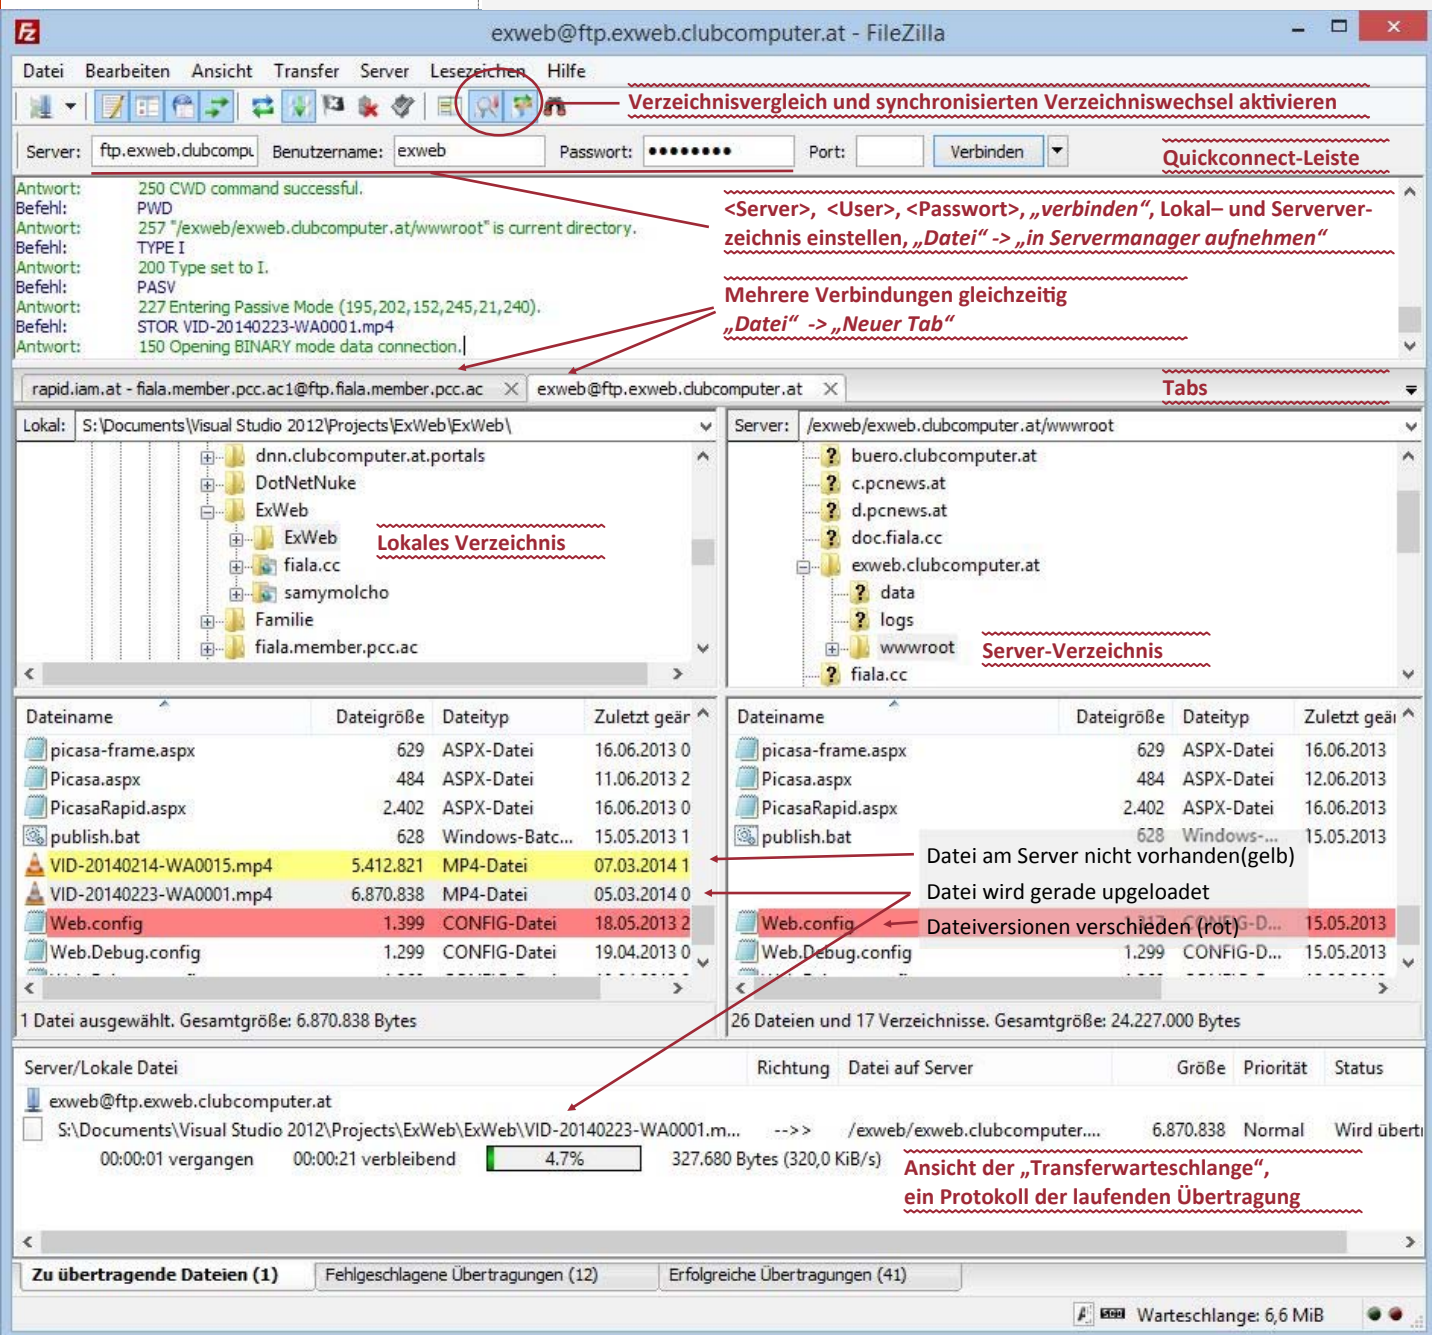 exweb@ftp.exweb.clubcomputer.at - FileZilla
Datei Bearbeiten Ansicht Transfer Server Lesezeichen Hilfe
Verzeichnisvergleich und synchronisierten Verzeichniswechsel aktivieren
Server: ftp.exweb.clubcompu Benutzername: exweb Passwort: ●●●●●●●● Port: Verbinden
Quickconnect-Leiste
Antwort: 250 CWD command successful.
Befehl: PWD
Antwort: 257 "/exweb/exweb.clubcomputer.at/wwwroot" is current directory.
Befehl: TYPE I
Antwort: 200 Type set to I.
Befehl: PASV
Antwort: 227 Entering Passive Mode (195,202,152,245,21,240).
Befehl: STOR VID-20140223-WA0001.mp4
Antwort: 150 Opening BINARY mode data connection.
<Server>, <User>, <Passwort>, „verbinden“, Lokal– und Serverver-
zeichnis einstellen, „Datei“ -> „in Servermanager aufnehmen“
Mehrere Verbindungen gleichzeitig
„Datei“ -> „Neuer Tab“
rapid.iam.at - fiala.member.pcc.ac1@ftp.fiala.member.pcc.ac exweb@ftp.exweb.clubcomputer.at
Tabs
Lokal: S:\Documents\Visual Studio 2012\Projects\ExWeb\ExWeb\
dnn.clubcomputer.at.portals
DotNetNuke
ExWeb
ExWeb
Lokales Verzeichnis
fiala.cc
samymolcho
Familie
fiala.member.pcc.ac
Server: /exweb/exweb.clubcomputer.at/wwwroot
buero.clubcomputer.at
c.pcnews.at
d.pcnews.at
doc.fiala.cc
exweb.clubcomputer.at
data
logs
wwwroot
Server-Verzeichnis
fiala.cc
Dateiname Dateigröße Dateityp Zuletzt geär
picasa-frame.aspx 629 ASPX-Datei 16.06.2013 0
Picasa.aspx 484 ASPX-Datei 11.06.2013 2
PicasaRapid.aspx 2.402 ASPX-Datei 16.06.2013 0
publish.bat 628 Windows-Batc... 15.05.2013 1
VID-20140214-WA0015.mp4 5.412.821 MP4-Datei 07.03.2014 1
VID-20140223-WA0001.mp4 6.870.838 MP4-Datei 05.03.2014 0
Web.config 1.399 CONFIG-Datei 18.05.2013 2
Web.Debug.config 1.299 CONFIG-Datei 19.04.2013 0
1 Datei ausgewählt. Gesamtgröße: 6.870.838 Bytes
Dateiname Dateigröße Dateityp Zuletzt geäi
picasa-frame.aspx 629 ASPX-Datei 16.06.2013
Picasa.aspx 484 ASPX-Datei 12.06.2013
PicasaRapid.aspx 2.402 ASPX-Datei 16.06.2013
publish.bat 628 Windows-... 15.05.2013
Datei am Server nicht vorhanden(gelb)
Datei wird gerade upgeloadet
Dateiversionen verschieden (rot)
Web.config CONFIG-D... 15.05.2013
Web.Debug.config 1.299 CONFIG-D... 15.05.2013
26 Dateien und 17 Verzeichnisse. Gesamtgröße: 24.227.000 Bytes
Server/Lokale Datei Richtung Datei auf Server Größe Priorität Status
exweb@ftp.exweb.clubcomputer.at
S:\Documents\Visual Studio 2012\Projects\ExWeb\ExWeb\VID-20140223-WA0001.m... -->> /exweb/exweb.clubcomputer.... 6.870.838 Normal Wird übertr
00:00:01 vergangen 00:00:21 verbleibend 4.7% 327.680 Bytes (320,0 KiB/s)
Ansicht der „Transferwarteschlange“,
ein Protokoll der laufenden Übertragung
Zu übertragende Dateien (1) Fehlgeschlagene Übertragungen (12) Erfolgreiche Übertragungen (41)
Warteschlange: 6,6 MiB